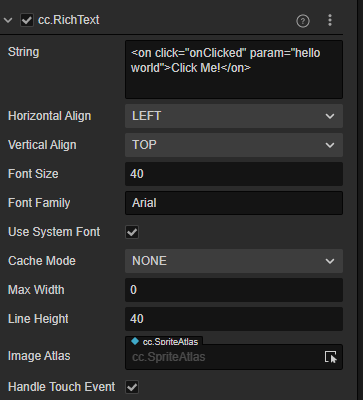 cc.RichText
String
<on click="onClicked" param="hello
world">Click Me!</on>
Horizontal Align
LEFT
Vertical Align
TOP
Font Size
40
Font Family
Arial
Use System Font
Cache Mode
NONE
Max Width
0
Line Height
40
cc.SpriteAtlas
Image Atlas
cc.SpriteAtlas
Handle Touch Event